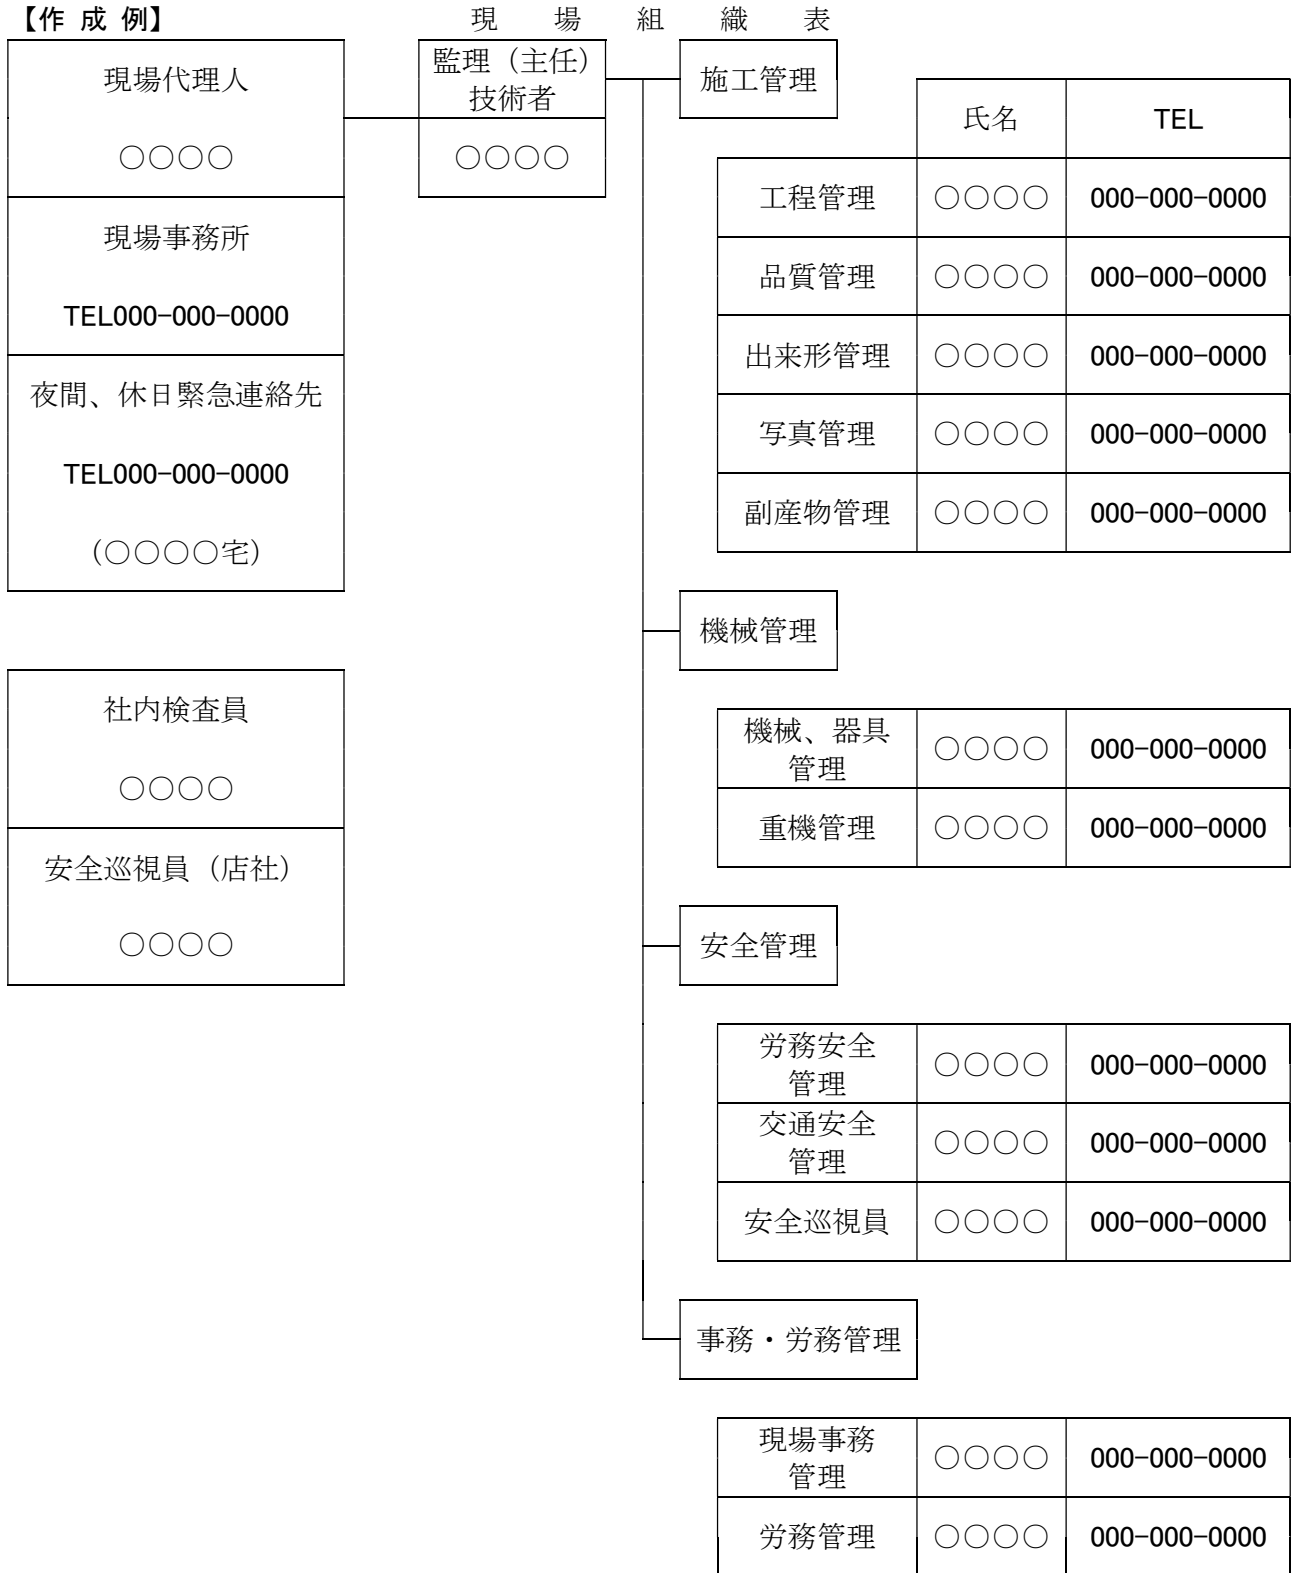 【作 成 例】
現 場 組 織 表
現場代理人
○○○○
現場事務所
TEL000-000-0000
夜間、休日緊急連絡先
TEL000-000-0000
（○○○○宅）
社内検査員
○○○○
安全巡視員（店社）
○○○○
監理（主任）
技術者
○○○○
施工管理
氏名 TEL
工程管理 ○○○○ 000-000-0000
品質管理 ○○○○ 000-000-0000
出来形管理 ○○○○ 000-000-0000
写真管理 ○○○○ 000-000-0000
副産物管理 ○○○○ 000-000-0000
機械管理
機械、器具
管理 ○○○○ 000-000-0000
重機管理 ○○○○ 000-000-0000
安全管理
労務安全
管理 ○○○○ 000-000-0000
交通安全
管理 ○○○○ 000-000-0000
安全巡視員 ○○○○ 000-000-0000
事務・労務管理
現場事務
管理 ○○○○ 000-000-0000
労務管理 ○○○○ 000-000-0000